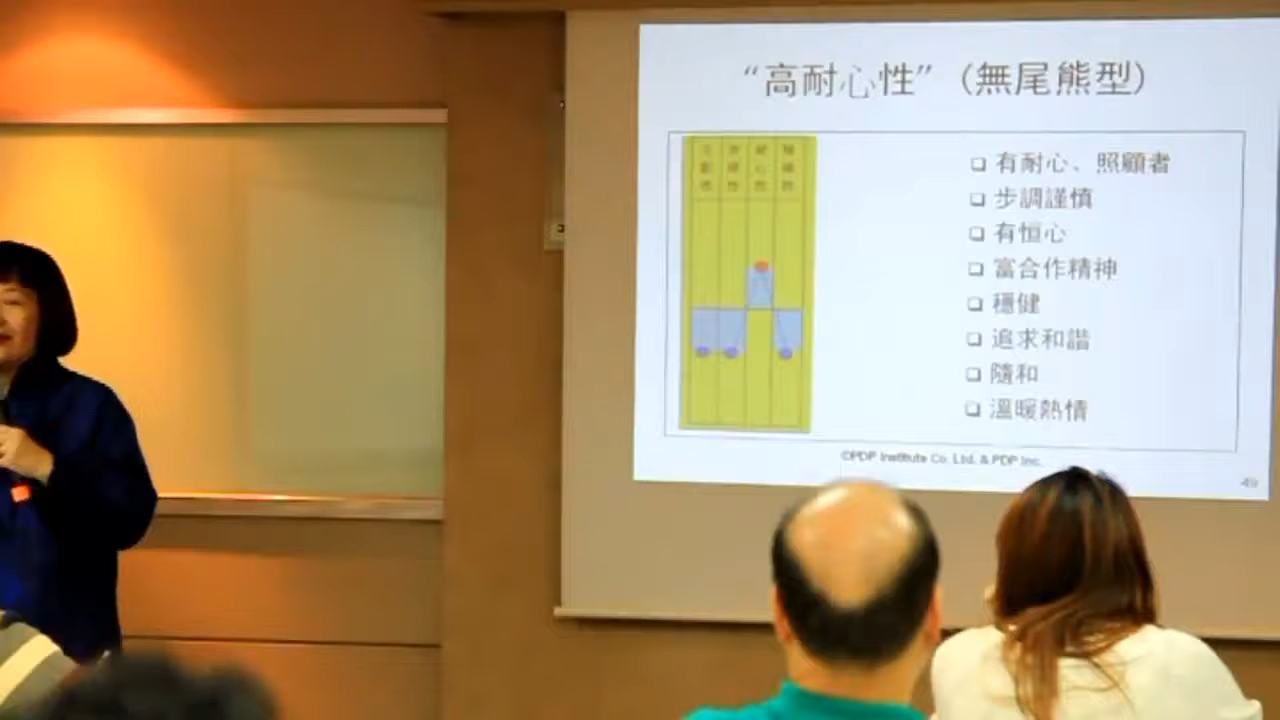 “高耐心性”（無尾熊型）
❑ 有耐心、照顧者
❑ 步調謹慎
❑ 有恒心
❑ 富合作精神
❑ 穩健
❑ 追求和諧
❑ 隨和
❑ 溫暖熱情
©PDP Institute Co. Ltd. & PDP Inc.
49